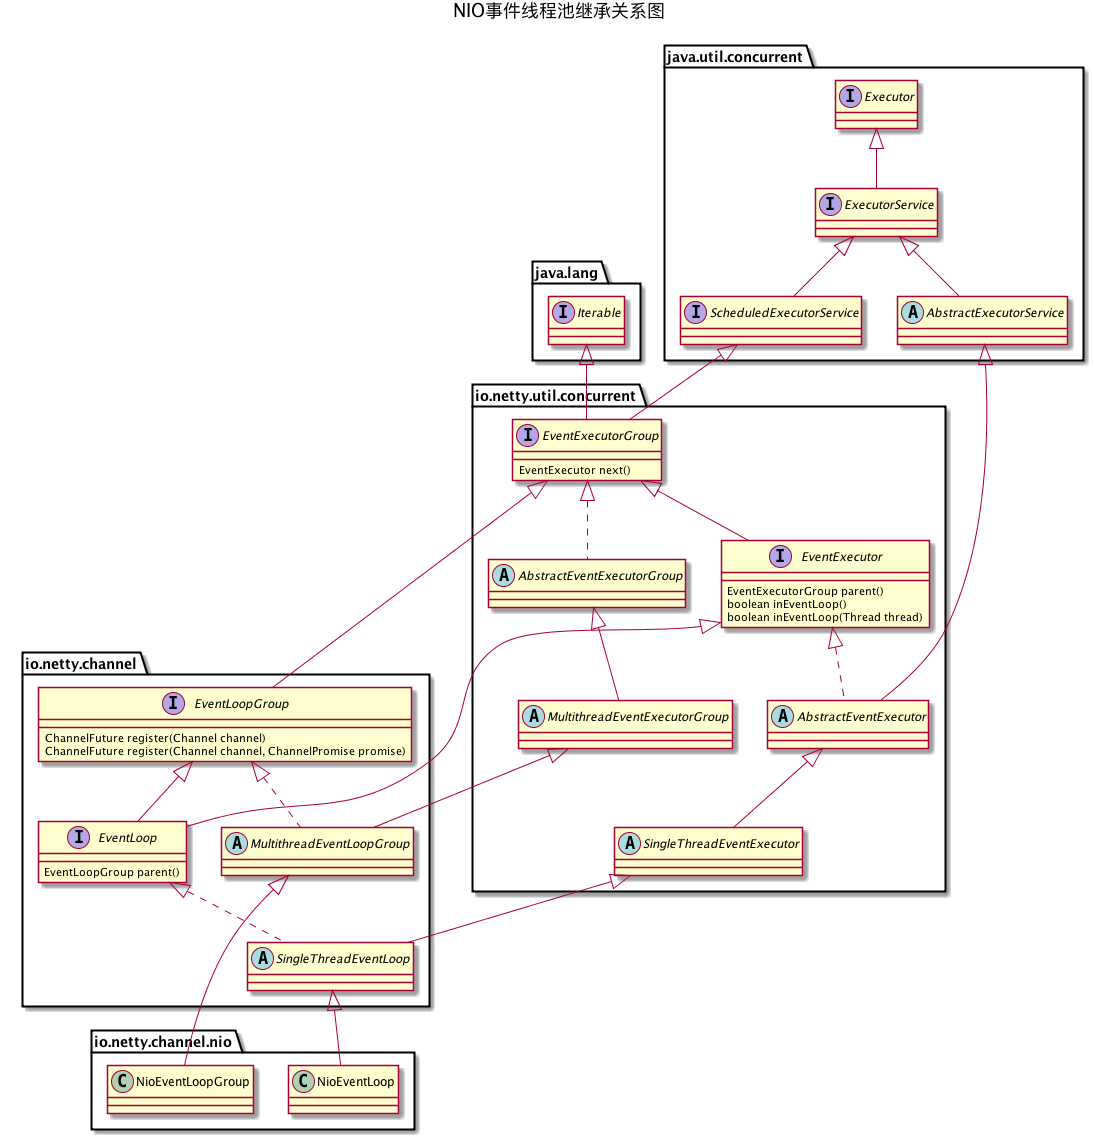 NIO事件线程池继承关系图
java.util.concurrent
I Executor
I ExecutorService
java.lang
I Iterable
I ScheduledExecutorService
A AbstractExecutorService
io.netty.util.concurrent
I EventExecutorGroup
EventExecutor next()
A AbstractEventExecutorGroup
I EventExecutor
EventExecutorGroup parent()
boolean inEventLoop()
boolean inEventLoop(Thread thread)
io.netty.channel
I EventLoopGroup
ChannelFuture register(Channel channel)
ChannelFuture register(Channel channel, ChannelPromise promise)
A MultithreadEventExecutorGroup
A AbstractEventExecutor
I EventLoop
EventLoopGroup parent()
A MultithreadEventLoopGroup
A SingleThreadEventExecutor
A SingleThreadEventLoop
io.netty.channel.nio
C NioEventLoopGroup
C NioEventLoop